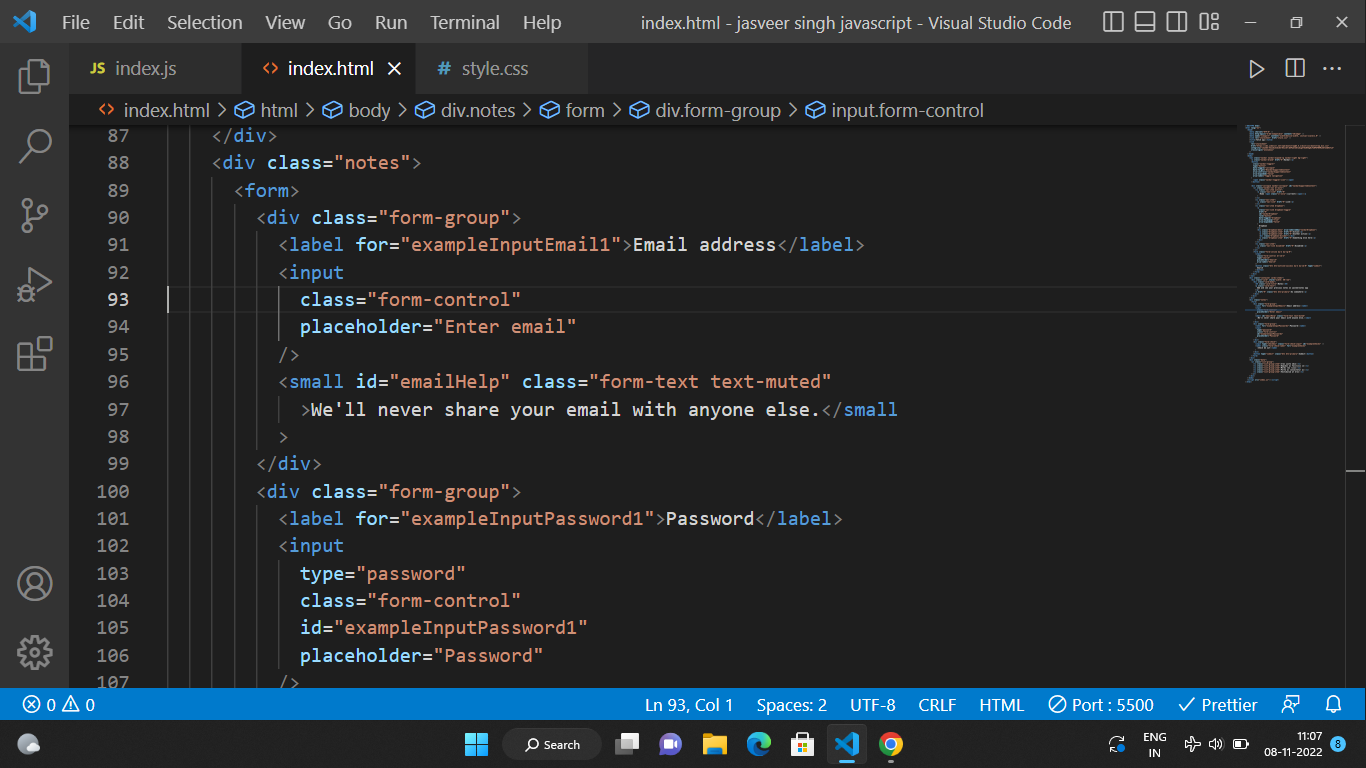 File Edit Selection View Go Run Terminal Help index.html - jasveer singh javascript - Visual Studio Code
JS index.js <> index.html # style.css
<> index.html > html > body > div.notes > form > div.form-group > input.form-control
87 </div>
88 <div class="notes">
89 <form>
90 <div class="form-group">
91 <label for="exampleInputEmail1">Email address</label>
92 <input
93 class="form-control"
94 placeholder="Enter email"
95 />
96 <small id="emailHelp" class="form-text text-muted"
97 >We'll never share your email with anyone else.</small
98 >
99 </div>
100 <div class="form-group">
101 <label for="exampleInputPassword1">Password</label>
102 <input
103 type="password"
104 class="form-control"
105 id="exampleInputPassword1"
106 placeholder="Password"
107 />
0 0 Ln 93, Col 1 Spaces: 2 UTF-8 CRLF HTML Port : 5500 Prettier
Search ENG IN 11:07 08-11-2022 8